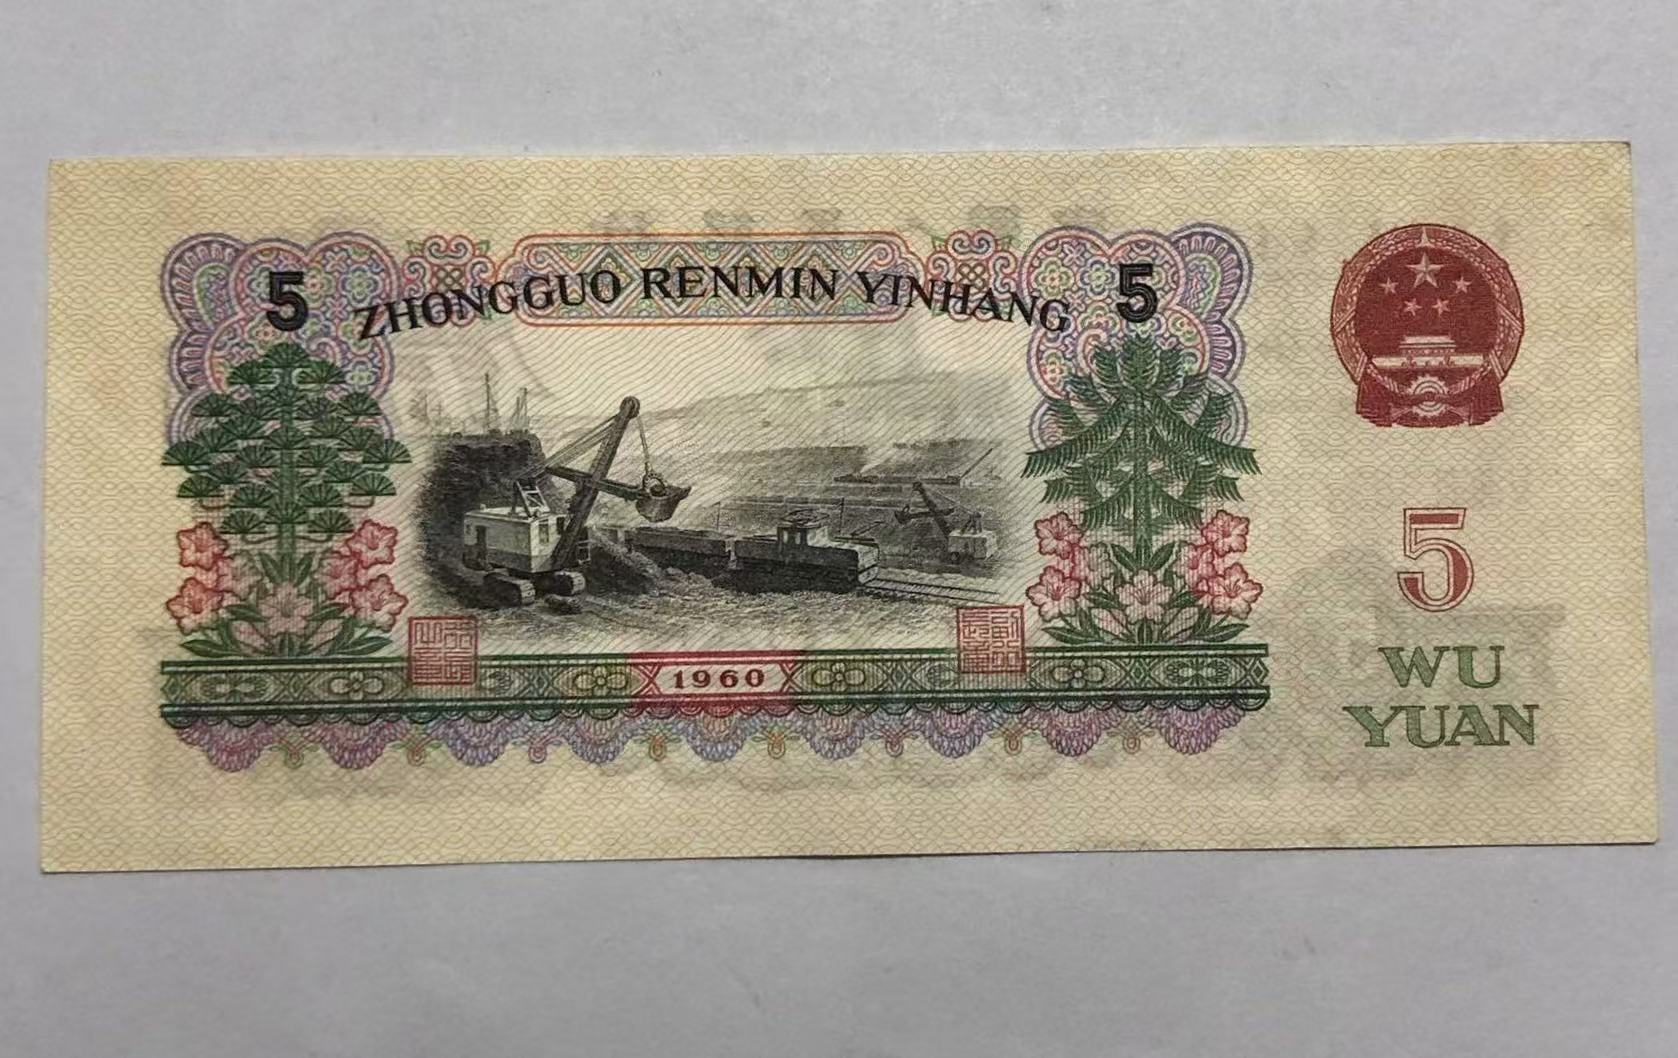 5 ZHONGGUO RENMIN YINHANG 5
1960
5
WU
YUAN